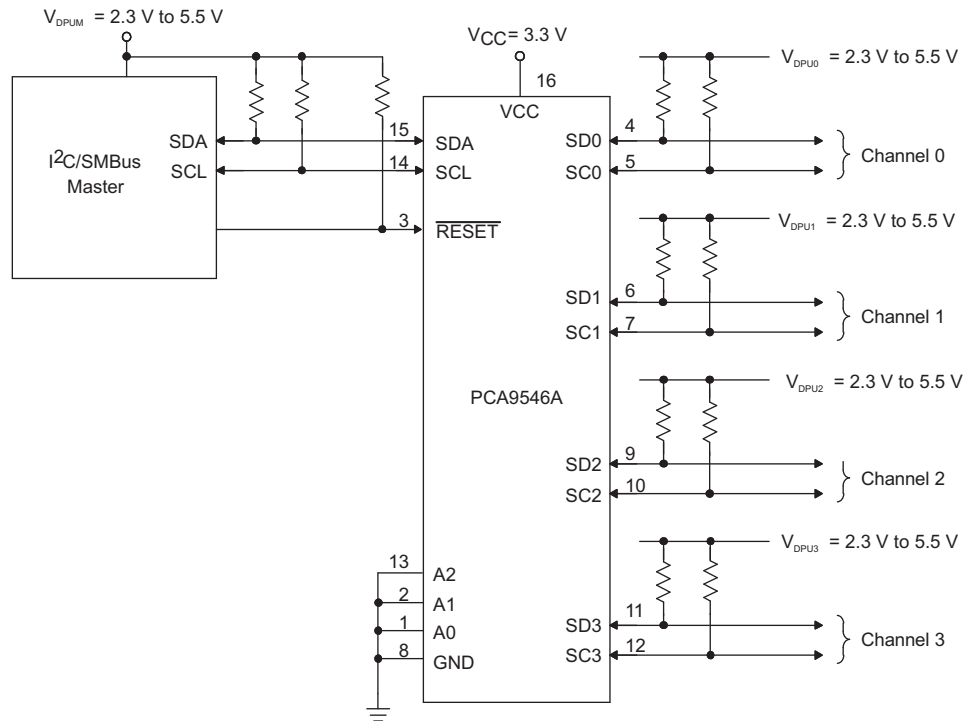 V_DPUM = 2.3 V to 5.5 V
VCC = 3.3 V
16
VCC
I²C/SMBus
Master
SDA
SCL
15
14
3
SDA
SCL
RESET
PCA9546A
13
2
1
8
A2
A1
A0
GND
V_DPU0 = 2.3 V to 5.5 V
SD0
4
SC0
5
Channel 0
V_DPU1 = 2.3 V to 5.5 V
SD1
6
SC1
7
Channel 1
V_DPU2 = 2.3 V to 5.5 V
SD2
9
SC2
10
Channel 2
V_DPU3 = 2.3 V to 5.5 V
SD3
11
SC3
12
Channel 3